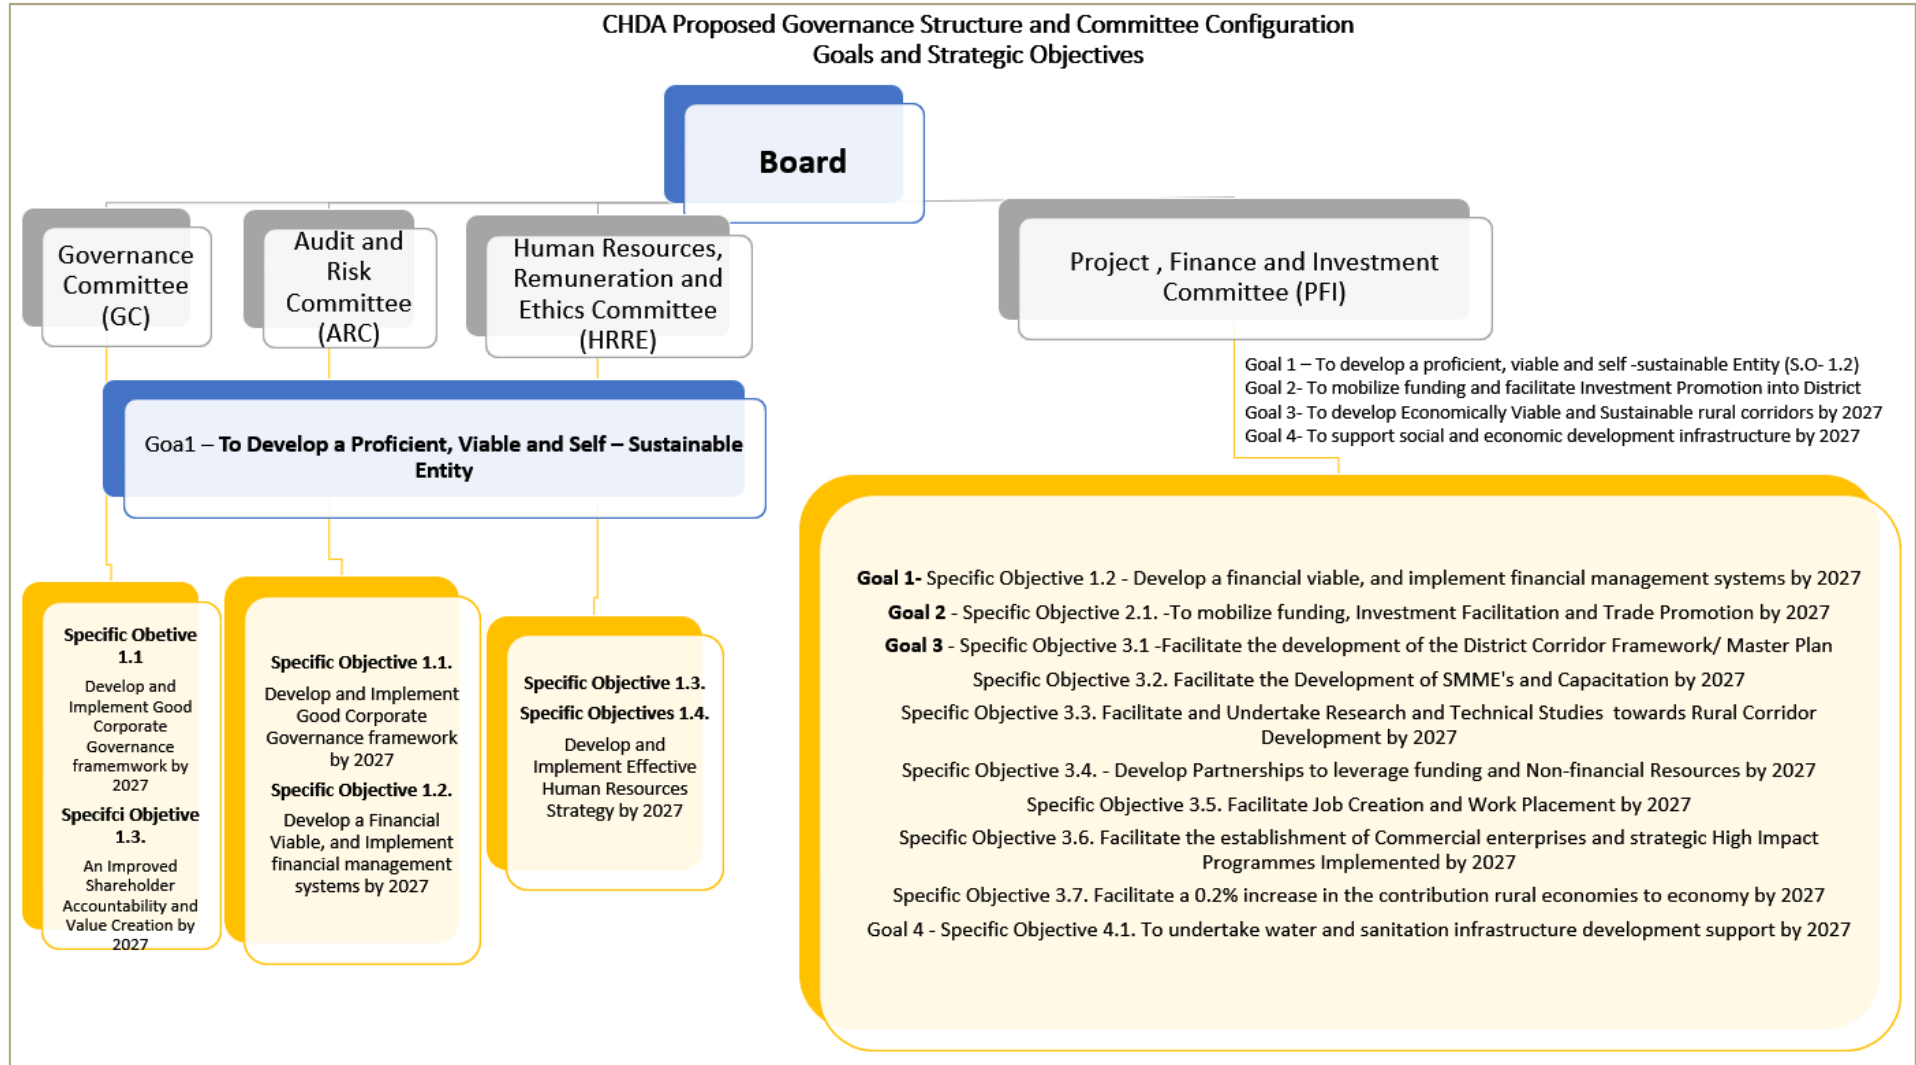 CHDA Proposed Governance Structure and Committee Configuration
Goals and Strategic Objectives
Board
Governance
Committee
(GC)
Audit and
Risk
Committee
(ARC)
Human Resources,
Remuneration and
Ethics Committee
(HRRE)
Project , Finance and Investment
Committee (PFI)
Goal 1 – To develop a proficient, viable and self -sustainable Entity (S.O- 1.2)
Goal 2- To mobilize funding and facilitate Investment Promotion into District
Goal 3- To develop Economically Viable and Sustainable rural corridors by 2027
Goal 4- To support social and economic development infrastructure by 2027
Goa1 – To Develop a Proficient, Viable and Self – Sustainable
Entity
Specific Obetive
1.1
Develop and
Implement Good
Corporate
Governance
framemwork by
2027
Specifci Objetive
1.3.
An Improved
Shareholder
Accountability and
Value Creation by
2027
Specific Objective 1.1.
Develop and Implement
Good Corporate
Governance framework
by 2027
Specific Objective 1.2.
Develop a Financial
Viable, and Implement
financial management
systems by 2027
Specific Objective 1.3.
Specific Objectives 1.4.
Develop and
Implement Effective
Human Resources
Strategy by 2027
Goal 1- Specific Objective 1.2 - Develop a financial viable, and implement financial management systems by 2027
Goal 2 - Specific Objective 2.1. -To mobilize funding, Investment Facilitation and Trade Promotion by 2027
Goal 3 - Specific Objective 3.1 -Facilitate the development of the District Corridor Framework/ Master Plan
Specific Objective 3.2. Facilitate the Development of SMME's and Capacitation by 2027
Specific Objective 3.3. Facilitate and Undertake Research and Technical Studies towards Rural Corridor
Development by 2027
Specific Objective 3.4. - Develop Partnerships to leverage funding and Non-financial Resources by 2027
Specific Objective 3.5. Facilitate Job Creation and Work Placement by 2027
Specific Objective 3.6. Facilitate the establishment of Commercial enterprises and strategic High Impact
Programmes Implemented by 2027
Specific Objective 3.7. Facilitate a 0.2% increase in the contribution rural economies to economy by 2027
Goal 4 - Specific Objective 4.1. To undertake water and sanitation infrastructure development support by 2027